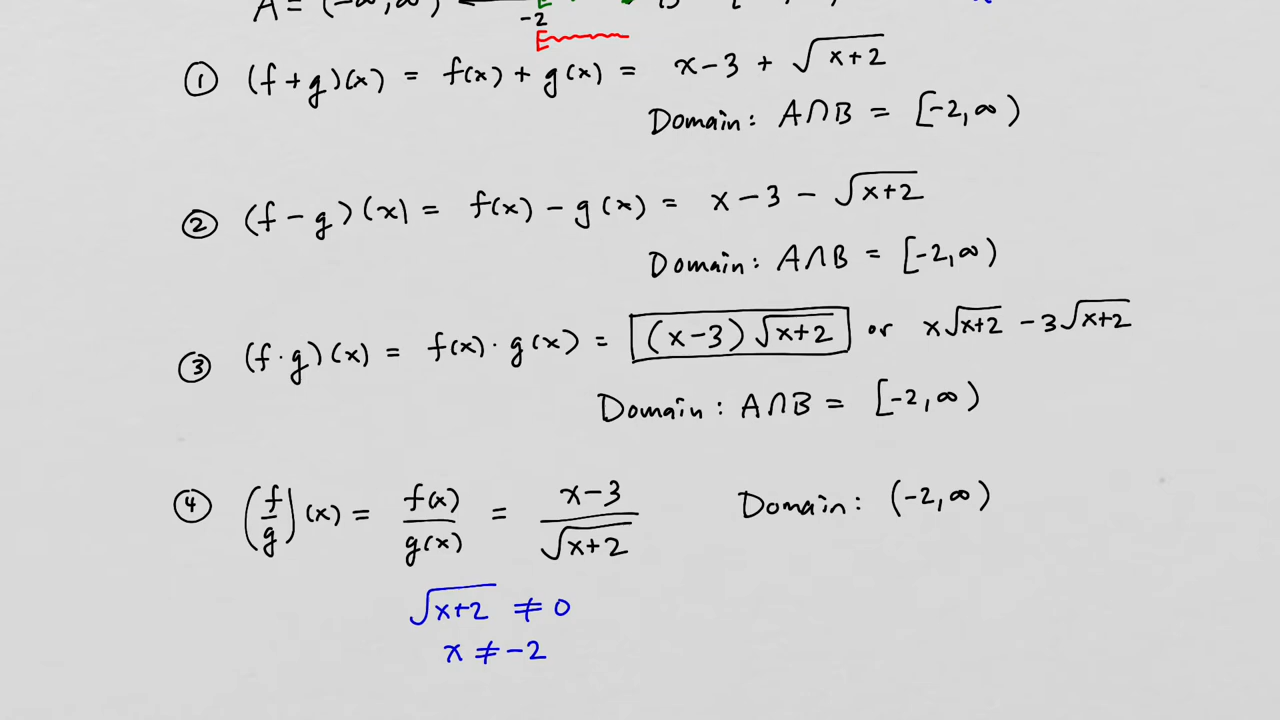 A = (-∞, ∞)
-2
① (f+g)(x) = f(x) + g(x) = x-3 + √(x+2)
Domain: A∩B = [-2, ∞)
② (f-g)(x) = f(x) - g(x) = x-3 - √(x+2)
Domain: A∩B = [-2, ∞)
③ (f·g)(x) = f(x)·g(x) = (x-3)√(x+2) or x√(x+2) - 3√(x+2)
Domain: A∩B = [-2, ∞)
④ (f/g)(x) = f(x)/g(x) = (x-3)/√(x+2) Domain: (-2, ∞)
√(x+2) ≠ 0
x ≠ -2